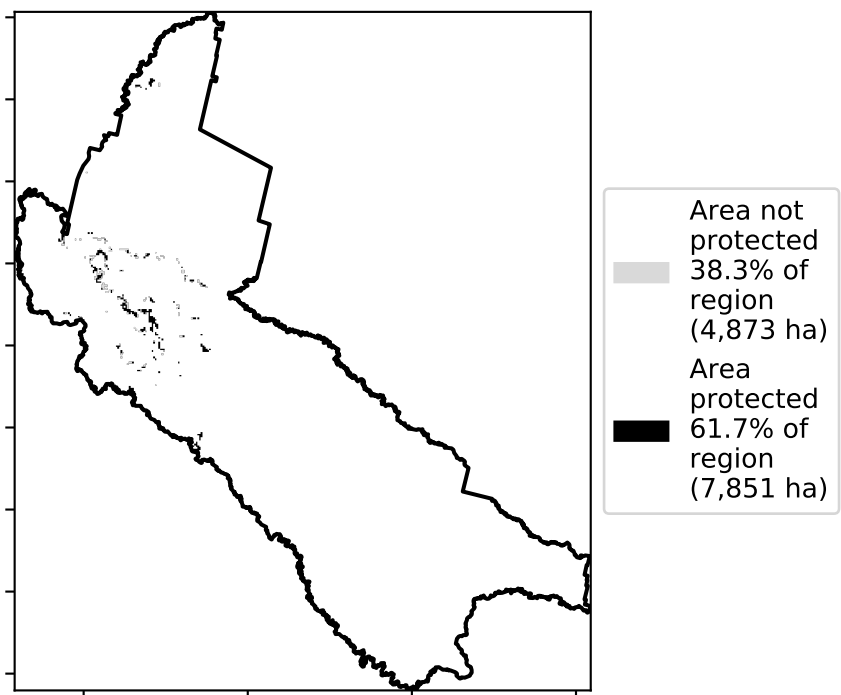 Area not
protected
38.3% of
region
(4,873 ha)
Area
protected
61.7% of
region
(7,851 ha)